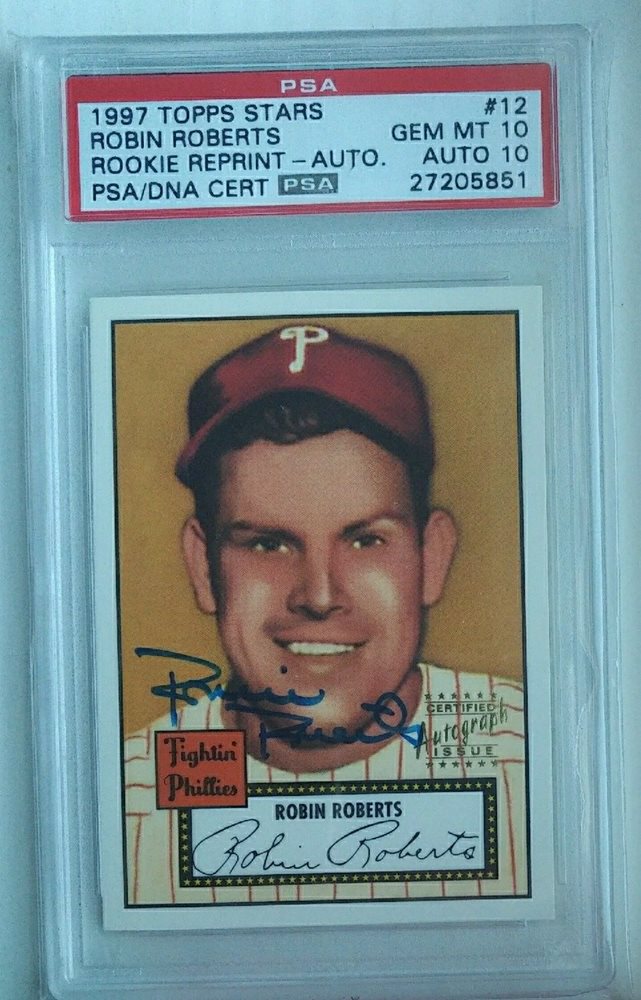 PSA
1997 TOPPS STARS #12
ROBIN ROBERTS GEM MT 10
ROOKIE REPRINT – AUTO. AUTO 10
PSA/DNA CERT PSA 27205851
P
Robin
Roberts
CERTIFIED
Autograph
ISSUE
Fightin'
Phillies
ROBIN ROBERTS
Robin Roberts